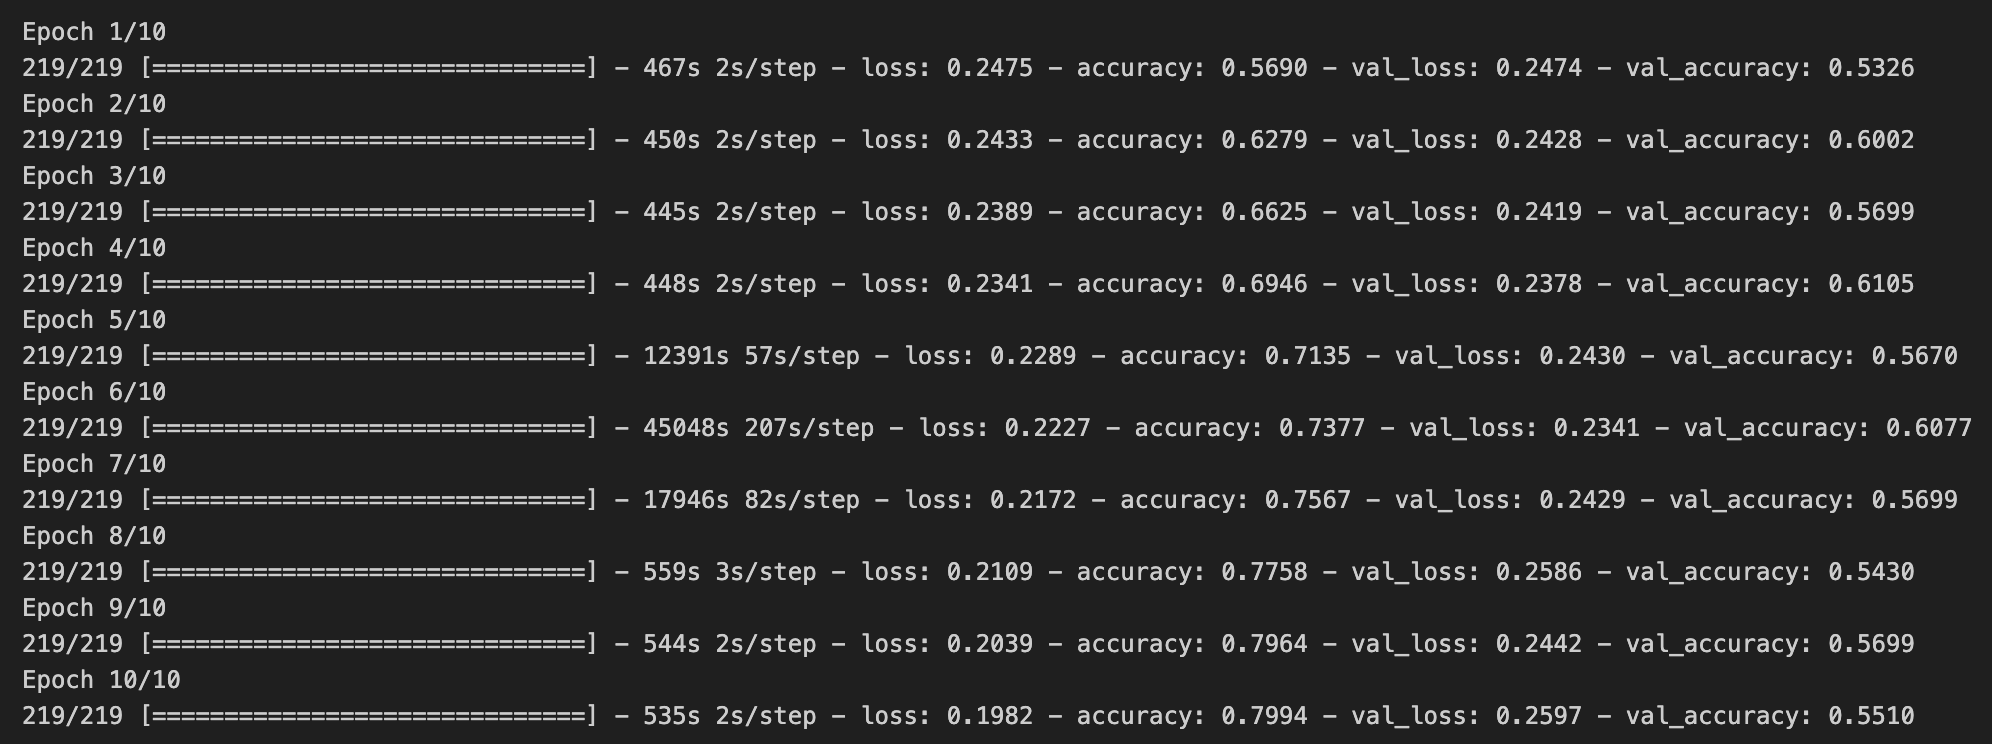 Epoch 1/10
219/219 [==============================] - 467s 2s/step - loss: 0.2475 - accuracy: 0.5690 - val_loss: 0.2474 - val_accuracy: 0.5326
Epoch 2/10
219/219 [==============================] - 450s 2s/step - loss: 0.2433 - accuracy: 0.6279 - val_loss: 0.2428 - val_accuracy: 0.6002
Epoch 3/10
219/219 [==============================] - 445s 2s/step - loss: 0.2389 - accuracy: 0.6625 - val_loss: 0.2419 - val_accuracy: 0.5699
Epoch 4/10
219/219 [==============================] - 448s 2s/step - loss: 0.2341 - accuracy: 0.6946 - val_loss: 0.2378 - val_accuracy: 0.6105
Epoch 5/10
219/219 [==============================] - 12391s 57s/step - loss: 0.2289 - accuracy: 0.7135 - val_loss: 0.2430 - val_accuracy: 0.5670
Epoch 6/10
219/219 [==============================] - 45048s 207s/step - loss: 0.2227 - accuracy: 0.7377 - val_loss: 0.2341 - val_accuracy: 0.6077
Epoch 7/10
219/219 [==============================] - 17946s 82s/step - loss: 0.2172 - accuracy: 0.7567 - val_loss: 0.2429 - val_accuracy: 0.5699
Epoch 8/10
219/219 [==============================] - 559s 3s/step - loss: 0.2109 - accuracy: 0.7758 - val_loss: 0.2586 - val_accuracy: 0.5430
Epoch 9/10
219/219 [==============================] - 544s 2s/step - loss: 0.2039 - accuracy: 0.7964 - val_loss: 0.2442 - val_accuracy: 0.5699
Epoch 10/10
219/219 [==============================] - 535s 2s/step - loss: 0.1982 - accuracy: 0.7994 - val_loss: 0.2597 - val_accuracy: 0.5510